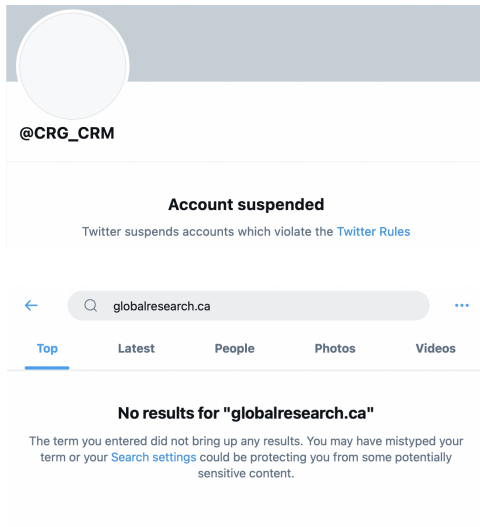 @CRG_CRM
Account suspended
Twitter suspends accounts which violate the Twitter Rules
globalresearch.ca
Top Latest People Photos Videos
No results for "globalresearch.ca"
The term you entered did not bring up any results. You may have mistyped your
term or your Search settings could be protecting you from some potentially
sensitive content.